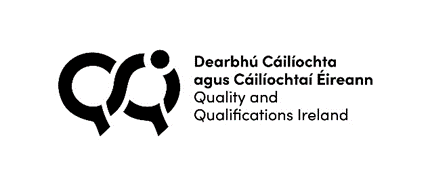 Dearbhú Cáilíochta
agus Cáilíochtaí Éireann
Quality and
Qualifications Ireland